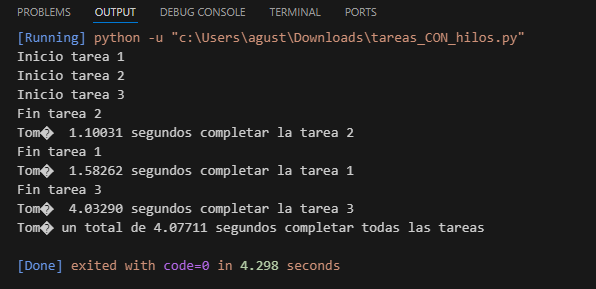 PROBLEMS OUTPUT DEBUG CONSOLE TERMINAL PORTS
[Running] python -u "c:\Users\agust\Downloads\tareas_CON_hilos.py"
Inicio tarea 1
Inicio tarea 2
Inicio tarea 3
Fin tarea 2
Tom�  1.10031 segundos completar la tarea 2
Fin tarea 1
Tom�  1.58262 segundos completar la tarea 1
Fin tarea 3
Tom�  4.03290 segundos completar la tarea 3
Tom� un total de 4.07711 segundos completar todas las tareas
[Done] exited with code=0 in 4.298 seconds